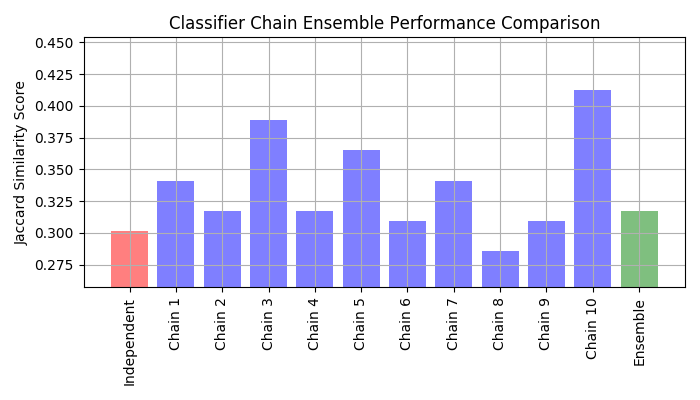 Classifier Chain Ensemble Performance Comparison
Jaccard Similarity Score
0.450
0.425
0.400
0.375
0.350
0.325
0.300
0.275
Independent
Chain 1
Chain 2
Chain 3
Chain 4
Chain 5
Chain 6
Chain 7
Chain 8
Chain 9
Chain 10
Ensemble